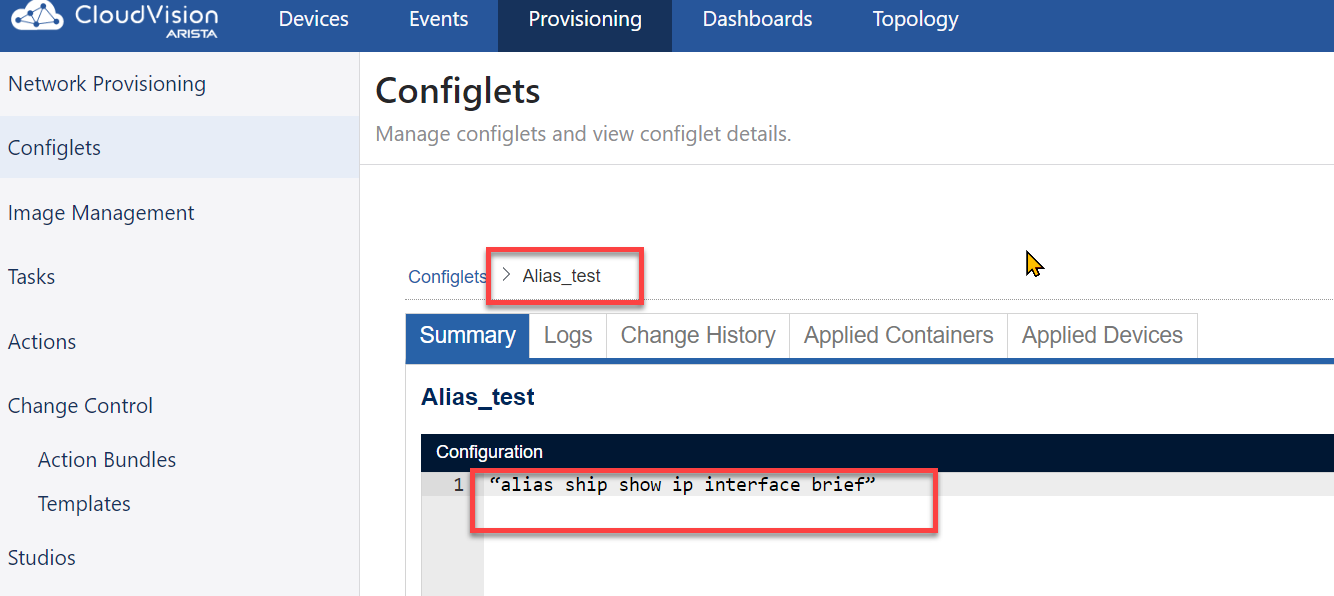 CloudVision
ARISTA
Devices Events Provisioning Dashboards Topology
Network Provisioning
Configlets
Image Management
Tasks
Actions
Change Control
Action Bundles
Templates
Studios
Configlets
Manage configlets and view configlet details.
Configlets > Alias_test
Summary Logs Change History Applied Containers Applied Devices
Alias_test
Configuration
1 “alias ship show ip interface brief”